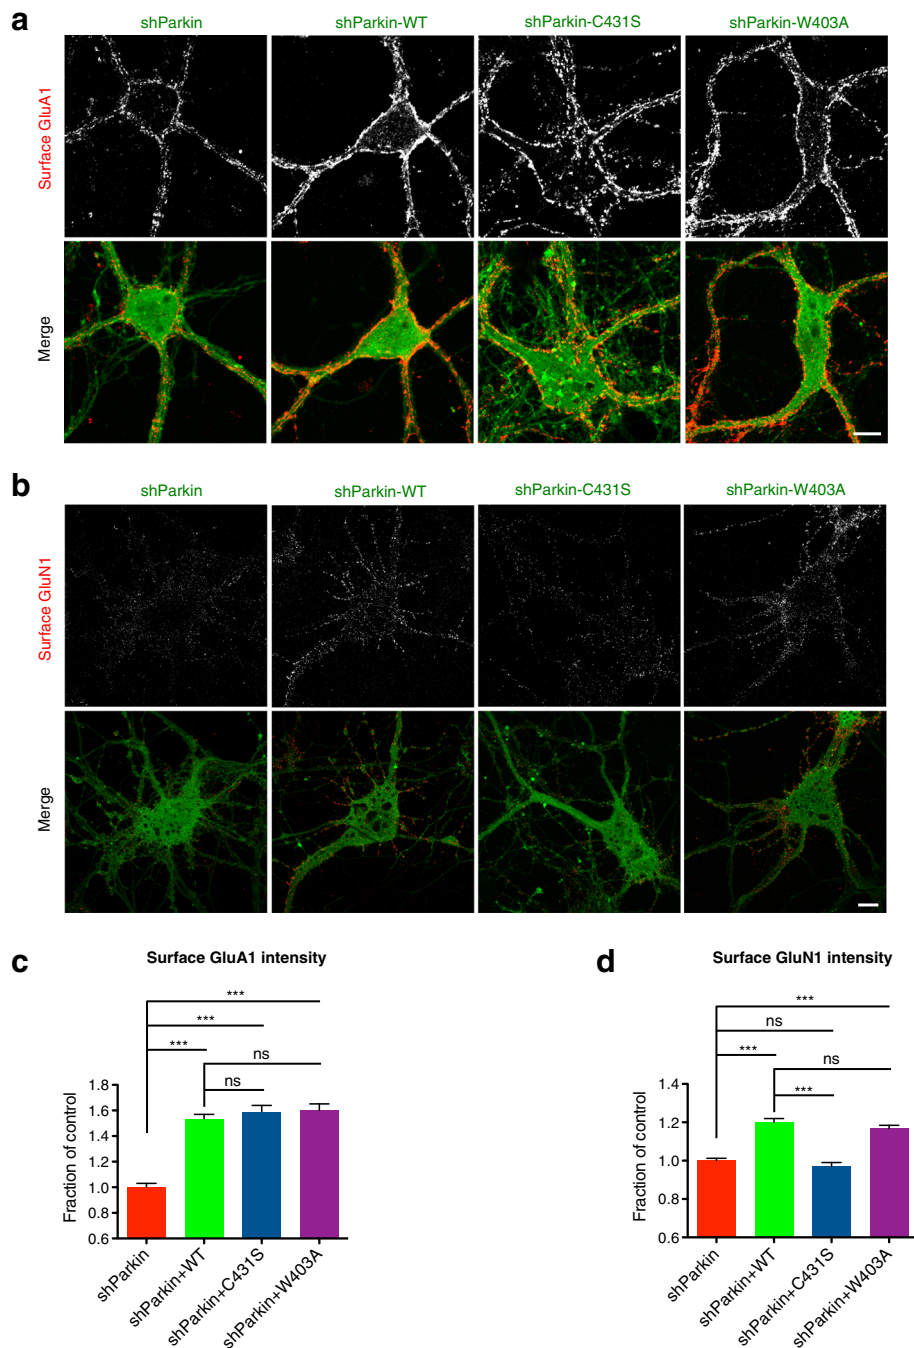 a
shParkin shParkin-WT shParkin-C431S shParkin-W403A
Surface GluA1
Merge
b
shParkin shParkin-WT shParkin-C431S shParkin-W403A
Surface GluN1
Merge
c
Surface GluA1 intensity
***
***
***
ns
ns
Fraction of control
1.8
1.6
1.4
1.2
1.0
0.8
0.6
shParkin
shParkin+WT
shParkin+C431S
shParkin+W403A
d
Surface GluN1 intensity
***
ns
***
ns
***
Fraction of control
1.4
1.2
1.0
0.8
0.6
shParkin
shParkin+WT
shParkin+C431S
shParkin+W403A